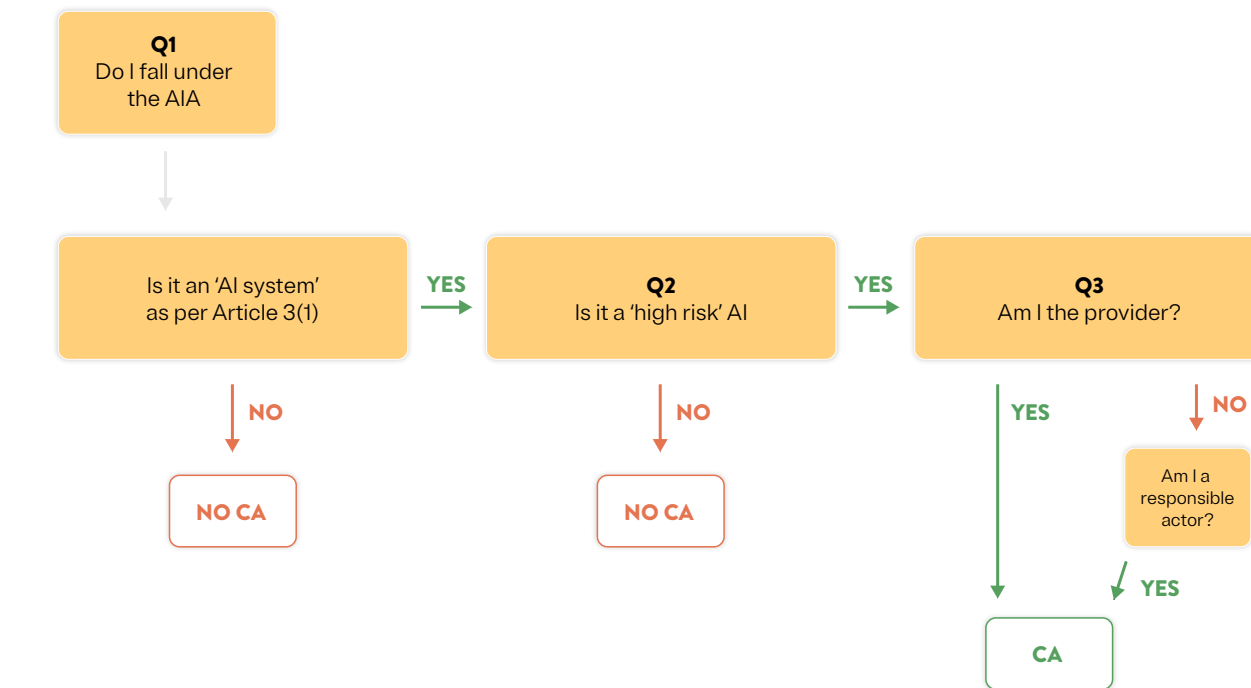 Q1
Do I fall under
the AIA
Is it an ‘AI system’
as per Article 3(1)
YES
Q2
Is it a ‘high risk’ AI
YES
Q3
Am I the provider?
NO
NO
YES
NO
NO CA
NO CA
Am I a
responsible
actor?
YES
CA